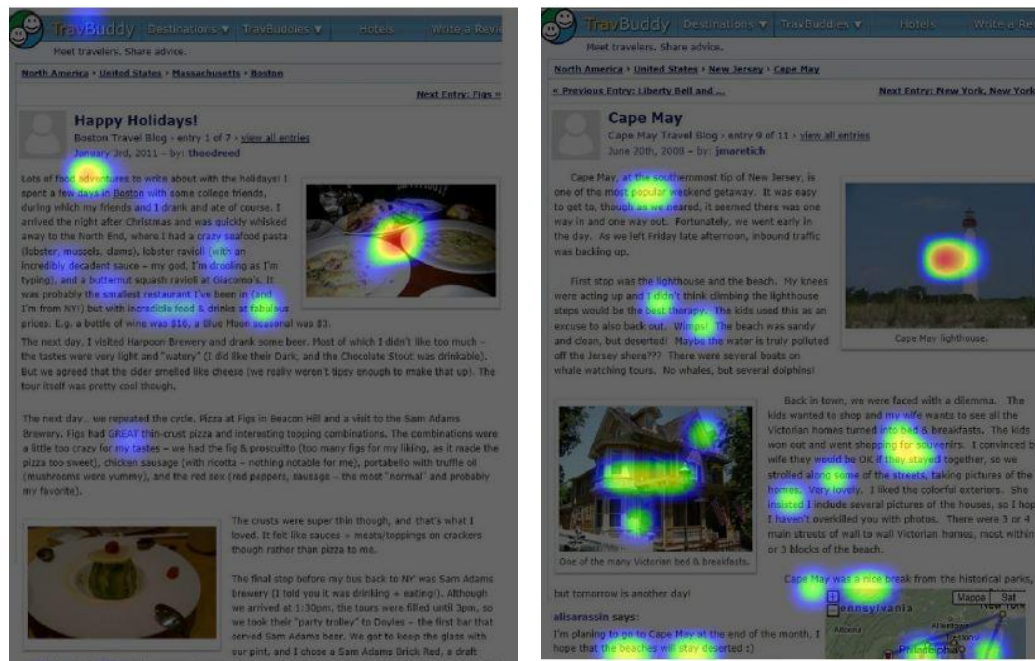 TravBuddy Destinations ▼ TravBuddies ▼ Hotels Write a Revie
Meet travelers. Share advice.
North America › United States › Massachusetts › Boston
Next Entry: Figs »
Happy Holidays!
Boston Travel Blog › entry 1 of 7 › view all entries
January 3rd, 2011 – by: theedreed
Lots of food adventures to write about with the holidays! I
spent a few days in Boston with some college friends,
during which my friends and I drank and ate of course. I
arrived the night after Christmas and was quickly whisked
away to the North End, where I had a crazy seafood pasta
(lobster, mussels, clams), lobster ravioli (with an
incredibly decadent sauce – my god, I'm drooling as I'm
typing), and a butternut squash ravioli at Giacomo's. It
was probably the smallest restaurant I've been in (and
I'm from NY!) but with incredible food & drinks at fabulous
prices. E.g. a bottle of wine was $16, a Blue Moon seasonal was $3.
The next day, I visited Harpoon Brewery and drank some beer. Most of which I didn't like too much –
the tastes were very light and "watery" (I did like their Dark, and the Chocolate Stout was drinkable).
But we agreed that the cider smelled like cheese (we really weren't tipsy enough to make that up). The
tour itself was pretty cool though.
The next day.. we repeated the cycle. Pizza at Figs in Beacon Hill and a visit to the Sam Adams
Brewery. Figs had GREAT thin-crust pizza and interesting topping combinations. The combinations were
a little too crazy for my tastes – we had the fig & prosciutto (too many figs for my liking, as it made the
pizza too sweet), chicken sausage (with ricotta – nothing notable for me), portabello with truffle oil
(mushrooms were yummy), and the red sox (red peppers, sausage – the most "normal" and probably
my favorite).
The crusts were super thin though, and that's what I
loved. It felt like sauces + meats/toppings on crackers
though rather than pizza to me.
The final stop before my bus back to NY was Sam Adams
brewery (I told you it was drinking + eating!). Although
we arrived at 1:30pm, the tours were filled until 3pm, so
we took their "party trolley" to Doyles – the first bar that
served Sam Adams beer. We got to keep the glass with
our pint, and I chose a Sam Adams Brick Red, a draft
TravBuddy Destinations ▼ TravBuddies ▼ Hotels Write a Re
Meet travelers. Share advice.
North America › United States › New Jersey › Cape May
« Previous Entry: Liberty Bell and ... Next Entry: New York, New York
Cape May
Cape May Travel Blog › entry 9 of 11 › view all entries
June 20th, 2008 – by: jmaretich
Cape May, at the southernmost tip of New Jersey, is
one of the most popular weekend getaway. It was easy
to get to, though as we neared, it seemed there was one
way in and one way out. Fortunately, we went early in
the day. As we left Friday late afternoon, inbound traffic
was backing up.
First stop was the lighthouse and the beach. My knees
were acting up and I didn't think climbing the lighthouse
steps would be the best therapy. The kids used this as an
excuse to also back out. Wimps! The beach was sandy
and clean, but deserted! Maybe the water is truly polluted
off the Jersey shore??? There were several boats on
whale watching tours. No whales, but several dolphins!
Cape May lighthouse.
Back in town, we were faced with a dilemma. The
kids wanted to shop and my wife wants to see all the
Victorian homes turned into bed & breakfasts. The kids
won out and went shopping for souvenirs. I convinced
wife they would be OK if they stayed together, so we
strolled along some of the streets, taking pictures of the
homes. Very lovely. I liked the colorful exteriors. She
insisted I include several pictures of the houses, so I hop
I haven't overkilled you with photos. There were 3 or 4
main streets of wall to wall Victorian homes, most within
or 3 blocks of the beach.
One of the many Victorian bed & breakfasts.
Cape May was a nice break from the historical parks,
but tomorrow is another day!
alisarassin says:
I'm planing to go to Cape May at the end of the month, I
hope that the beaches will stay deserted :)
Mappa Sat
ennsylvania
New York
Altoona
Allentown
Philadelphia